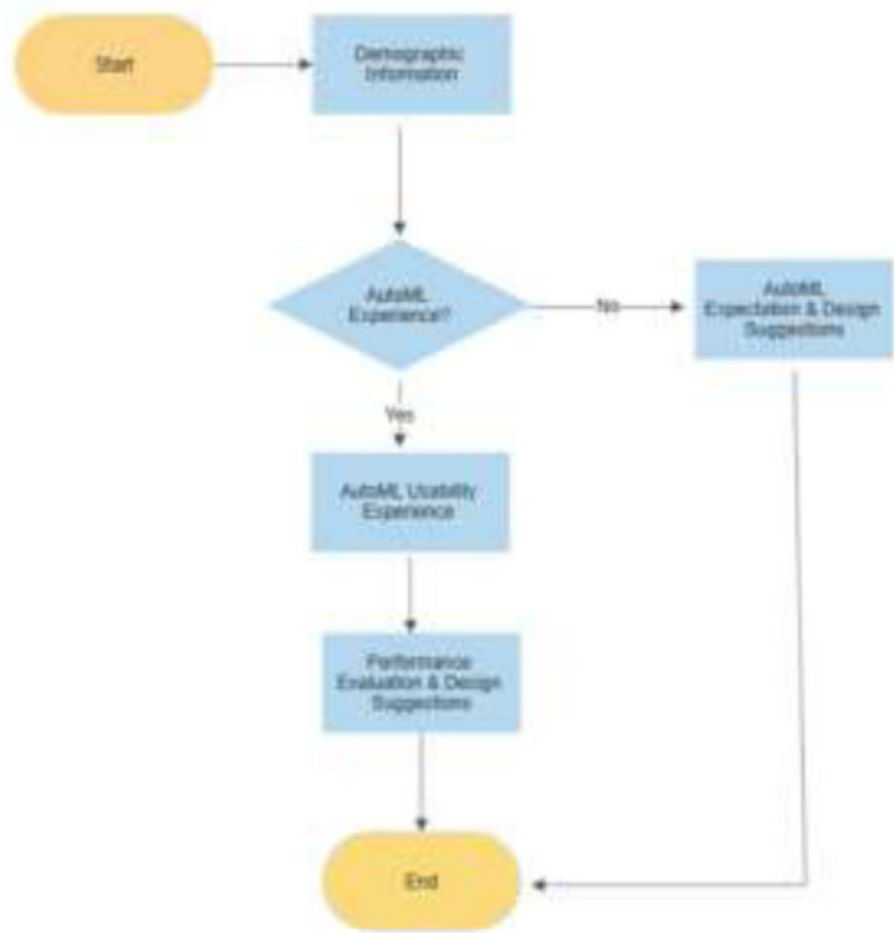 Start
Demographic
Information
AutoML
Experience?
No
AutoML
Expectation & Design
Suggestions
Yes
AutoML Usability
Experience
Performance
Evaluation & Design
Suggestions
End